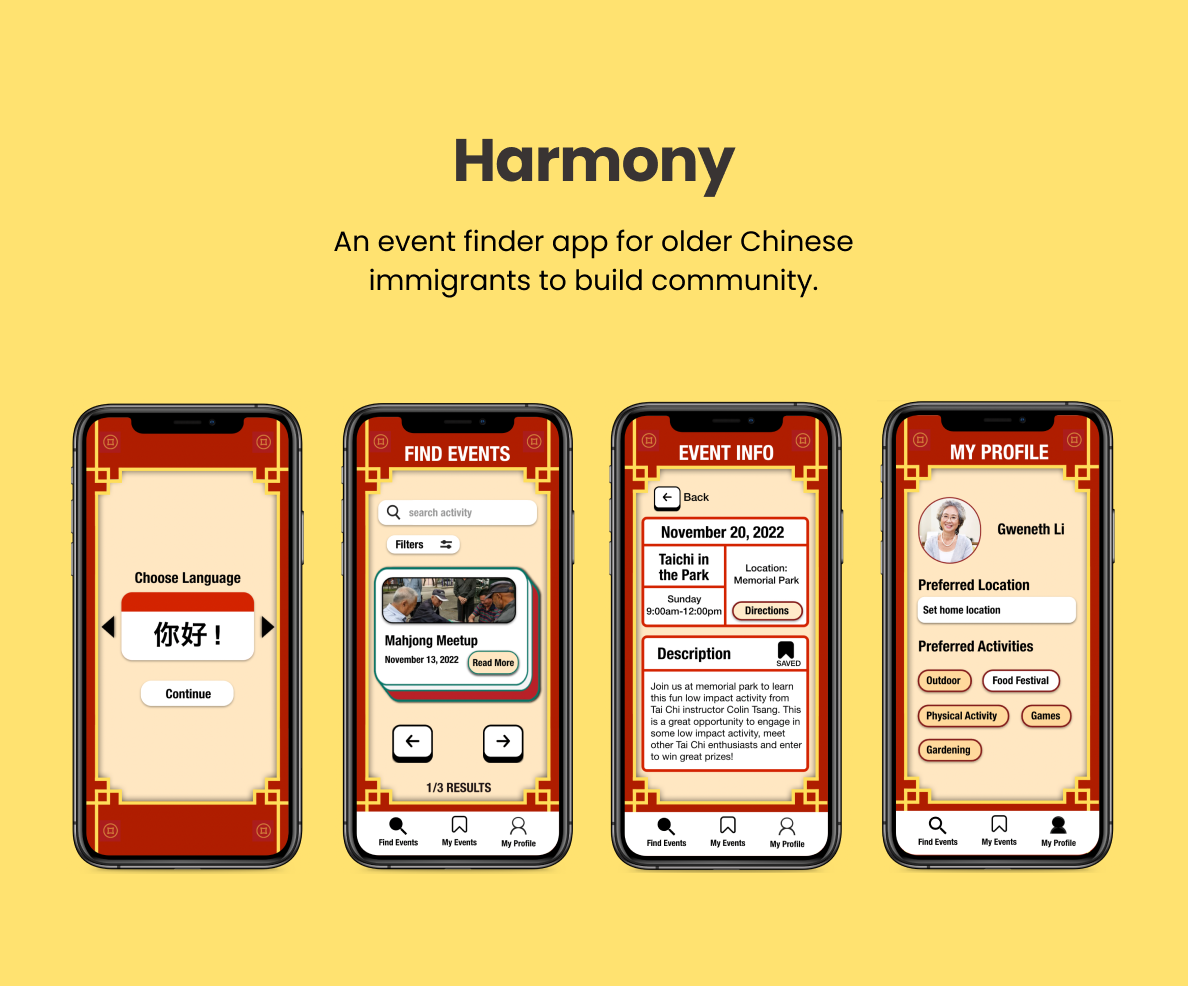 Harmony
An event finder app for older Chinese
immigrants to build community.
Choose Language
你好 !
Continue
FIND EVENTS
search activity
Filters
Mahjong Meetup
November 13, 2022
Read More
1/3 RESULTS
Find Events
My Events
My Profile
EVENT INFO
Back
November 20, 2022
Taichi in
the Park
Sunday
9:00am-12:00pm
Location:
Memorial Park
Directions
Description
SAVED
Join us at memorial park to learn
this fun low impact activity from
Tai Chi instructor Colin Tsang. This
is a great opportunity to engage in
some low impact activity, meet
other Tai Chi enthusiasts and enter
to win great prizes!
Find Events
My Events
My Profile
MY PROFILE
Gweneth Li
Preferred Location
Set home location
Preferred Activities
Outdoor
Food Festival
Physical Activity
Games
Gardening
Find Events
My Events
My Profile